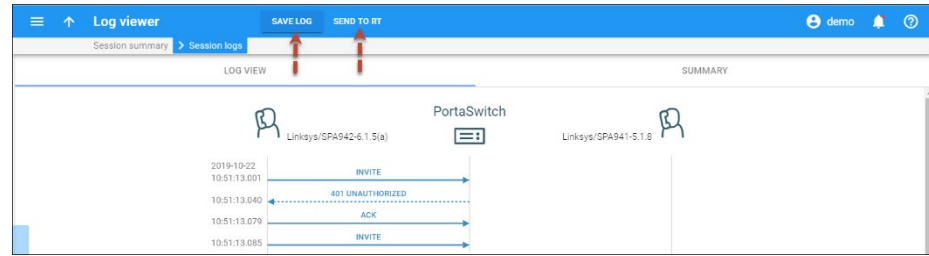 Log viewer SAVE LOG SEND TO RT demo
Session summary Session logs
LOG VIEW SUMMARY
PortaSwitch
Linksys/SPA942-6.1.5(a) Linksys/SPA941-5.1.8
2019-10-22
10:51:13.001 INVITE
10:51:13.040 401 UNAUTHORIZED
10:51:13.079 ACK
10:51:13.085 INVITE